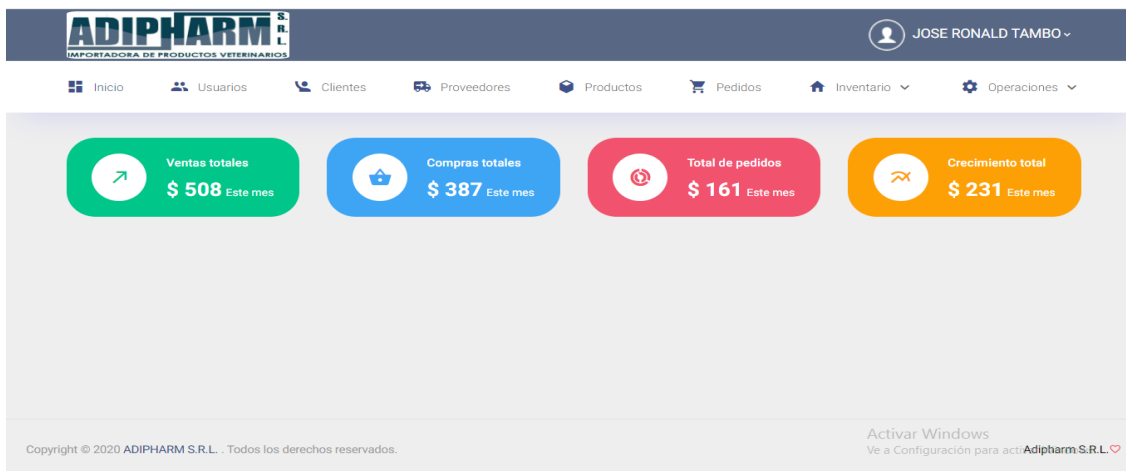 ADIPHARM S.R.L.
IMPORTADORA DE PRODUCTOS VETERINARIOS
JOSE RONALD TAMBO
Inicio Usuarios Clientes Proveedores Productos Pedidos Inventario Operaciones
Ventas totales
$ 508 Este mes
Compras totales
$ 387 Este mes
Total de pedidos
$ 161 Este mes
Crecimiento total
$ 231 Este mes
Copyright © 2020 ADIPHARM S.R.L. . Todos los derechos reservados.
Activar Windows
Ve a Configuración para
Adipharm S.R.L.